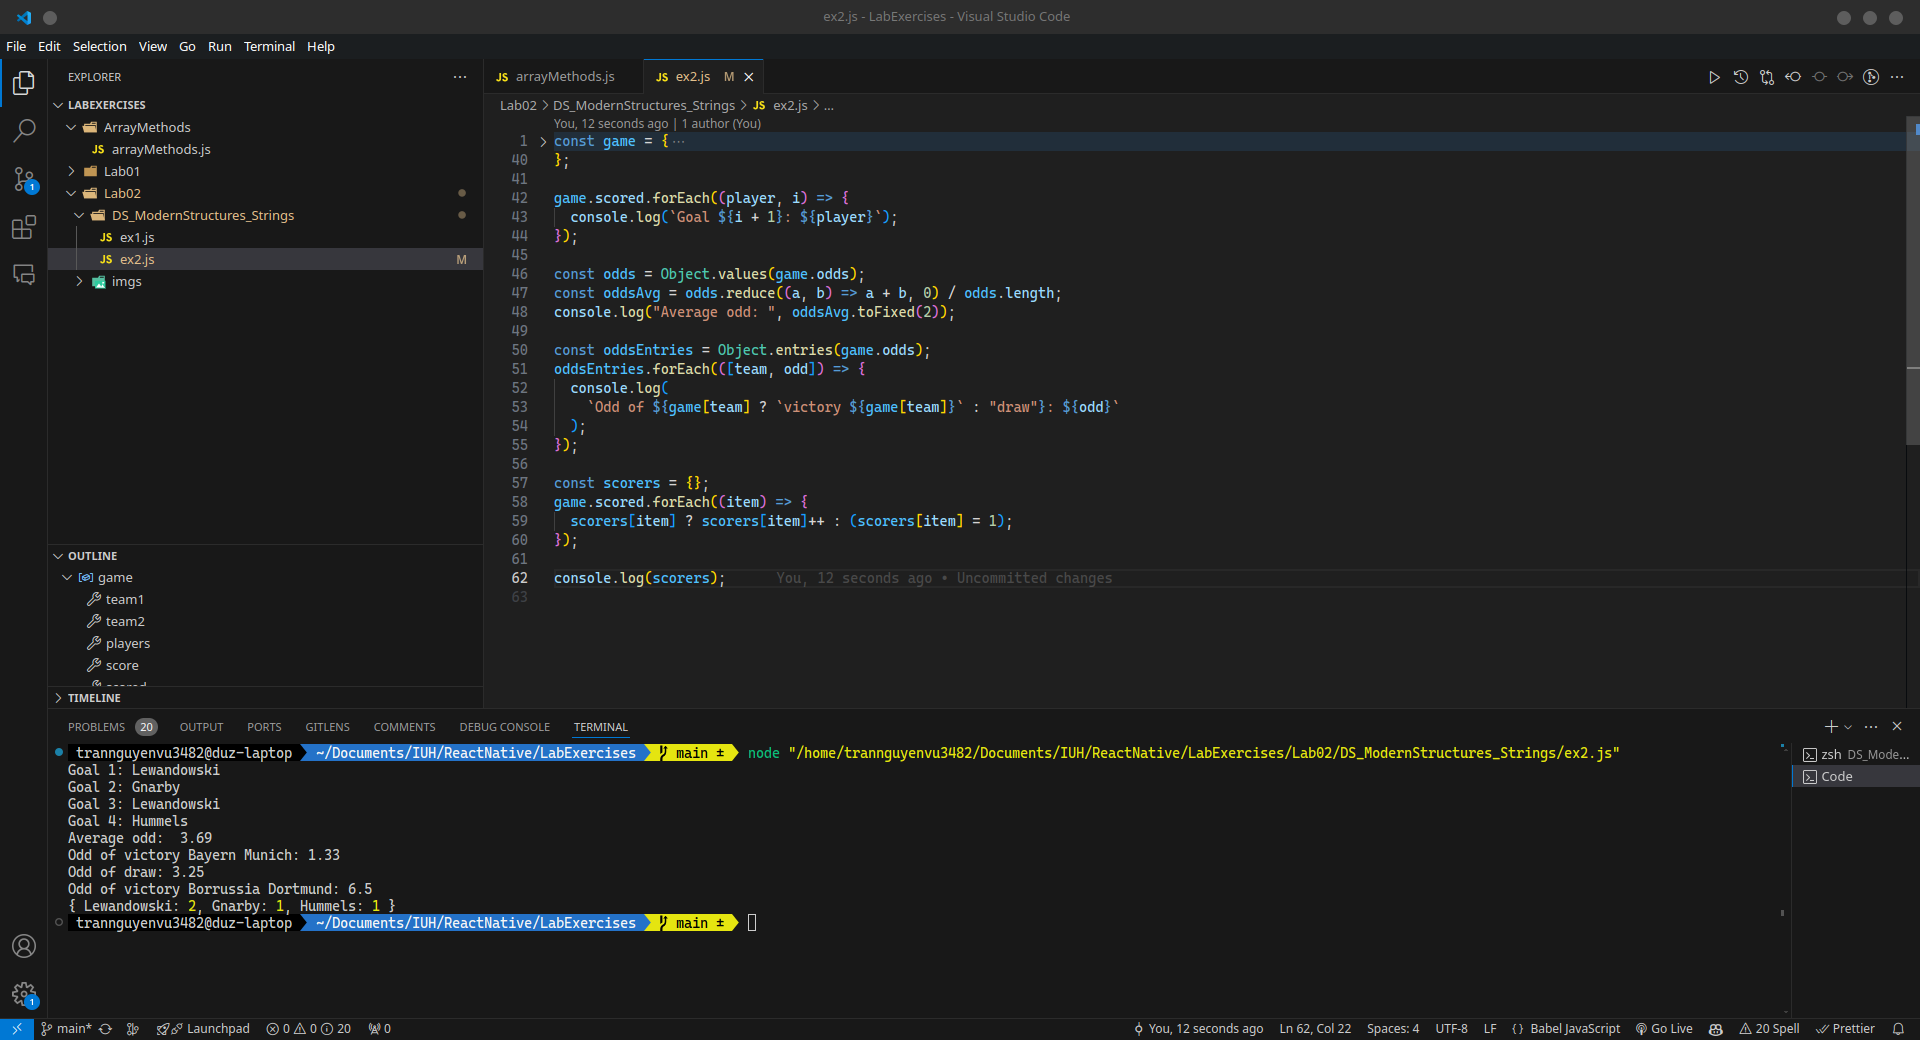 ex2.js - LabExercises - Visual Studio Code
File Edit Selection View Go Run Terminal Help
EXPLORER
LABEXERCISES
ArrayMethods
JS arrayMethods.js
Lab01
Lab02
DS_ModernStructures_Strings
JS ex1.js
JS ex2.js M
imgs
OUTLINE
game
team1
team2
players
score
scored
TIMELINE
JS arrayMethods.js JS ex2.js M
Lab02 > DS_ModernStructures_Strings > JS ex2.js > ...
You, 12 seconds ago | 1 author (You)
1 const game = { ...
40 };
41
42 game.scored.forEach((player, i) => {
43 console.log(`Goal ${i + 1}: ${player}`);
44 });
45
46 const odds = Object.values(game.odds);
47 const oddsAvg = odds.reduce((a, b) => a + b, 0) / odds.length;
48 console.log("Average odd: ", oddsAvg.toFixed(2));
49
50 const oddsEntries = Object.entries(game.odds);
51 oddsEntries.forEach(([team, odd]) => {
52 console.log(
53 `Odd of ${game[team] ? `victory ${game[team]}` : "draw"}: ${odd}`
54 );
55 });
56
57 const scorers = {};
58 game.scored.forEach((item) => {
59 scorers[item] ? scorers[item]++ : (scorers[item] = 1);
60 });
61
62 console.log(scorers); You, 12 seconds ago • Uncommitted changes
63
PROBLEMS 20 OUTPUT PORTS GITLENS COMMENTS DEBUG CONSOLE TERMINAL
trannguyenvu3482@duz-laptop ~/Documents/IUH/ReactNative/LabExercises main ± node "/home/trannguyenvu3482/Documents/IUH/ReactNative/LabExercises/Lab02/DS_ModernStructures_Strings/ex2.js"
Goal 1: Lewandowski
Goal 2: Gnarby
Goal 3: Lewandowski
Goal 4: Hummels
Average odd:  3.69
Odd of victory Bayern Munich: 1.33
Odd of draw: 3.25
Odd of victory Borrussia Dortmund: 6.5
{ Lewandowski: 2, Gnarby: 1, Hummels: 1 }
trannguyenvu3482@duz-laptop ~/Documents/IUH/ReactNative/LabExercises main ±
zsh DS_Mode...
Code
1
1
main* Launchpad 0 0 20 0 You, 12 seconds ago Ln 62, Col 22 Spaces: 4 UTF-8 LF {} Babel JavaScript Go Live 20 Spell Prettier